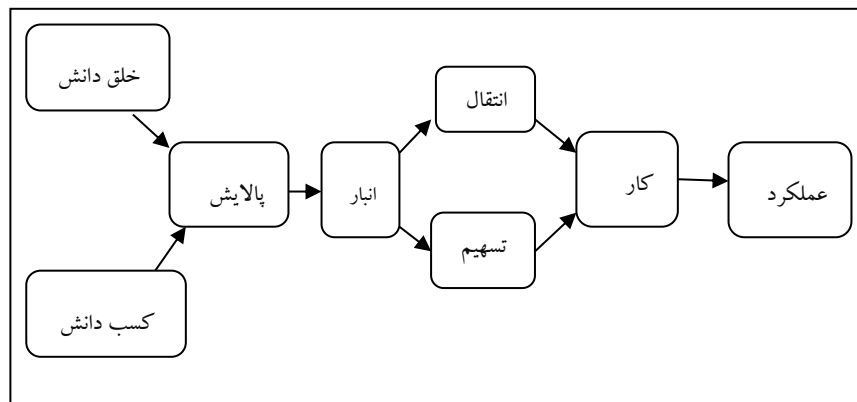 خلق دانش
کسب دانش
پالایش
انبار
انتقال
تسهیم
کار
عملکرد